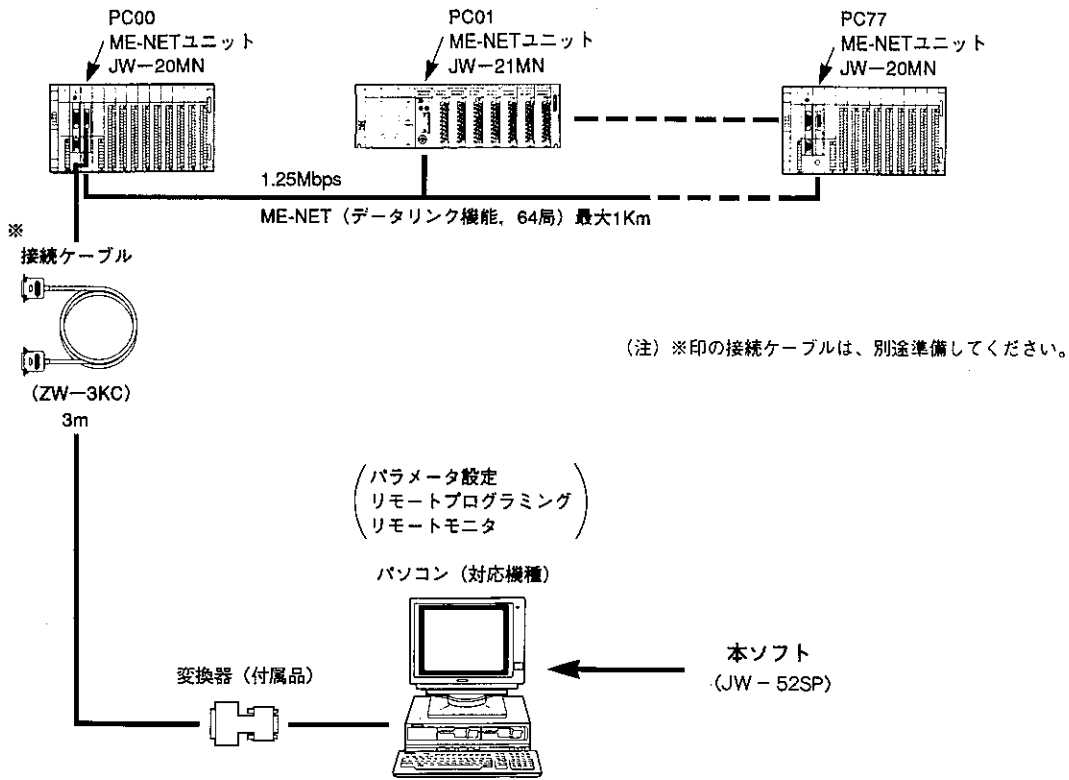 PC00
ME-NETユニット
JW-20MN
PC01
ME-NETユニット
JW-21MN
PC77
ME-NETユニット
JW-20MN
1.25Mbps
ME-NET（データリンク機能，64局）最大1Km
※
接続ケーブル
(ZW-3KC)
3m
（注）※印の接続ケーブルは、別途準備してください。
パラメータ設定
リモートプログラミング
リモートモニタ
パソコン（対応機種）
変換器（付属品）
本ソフト
(JW-52SP)